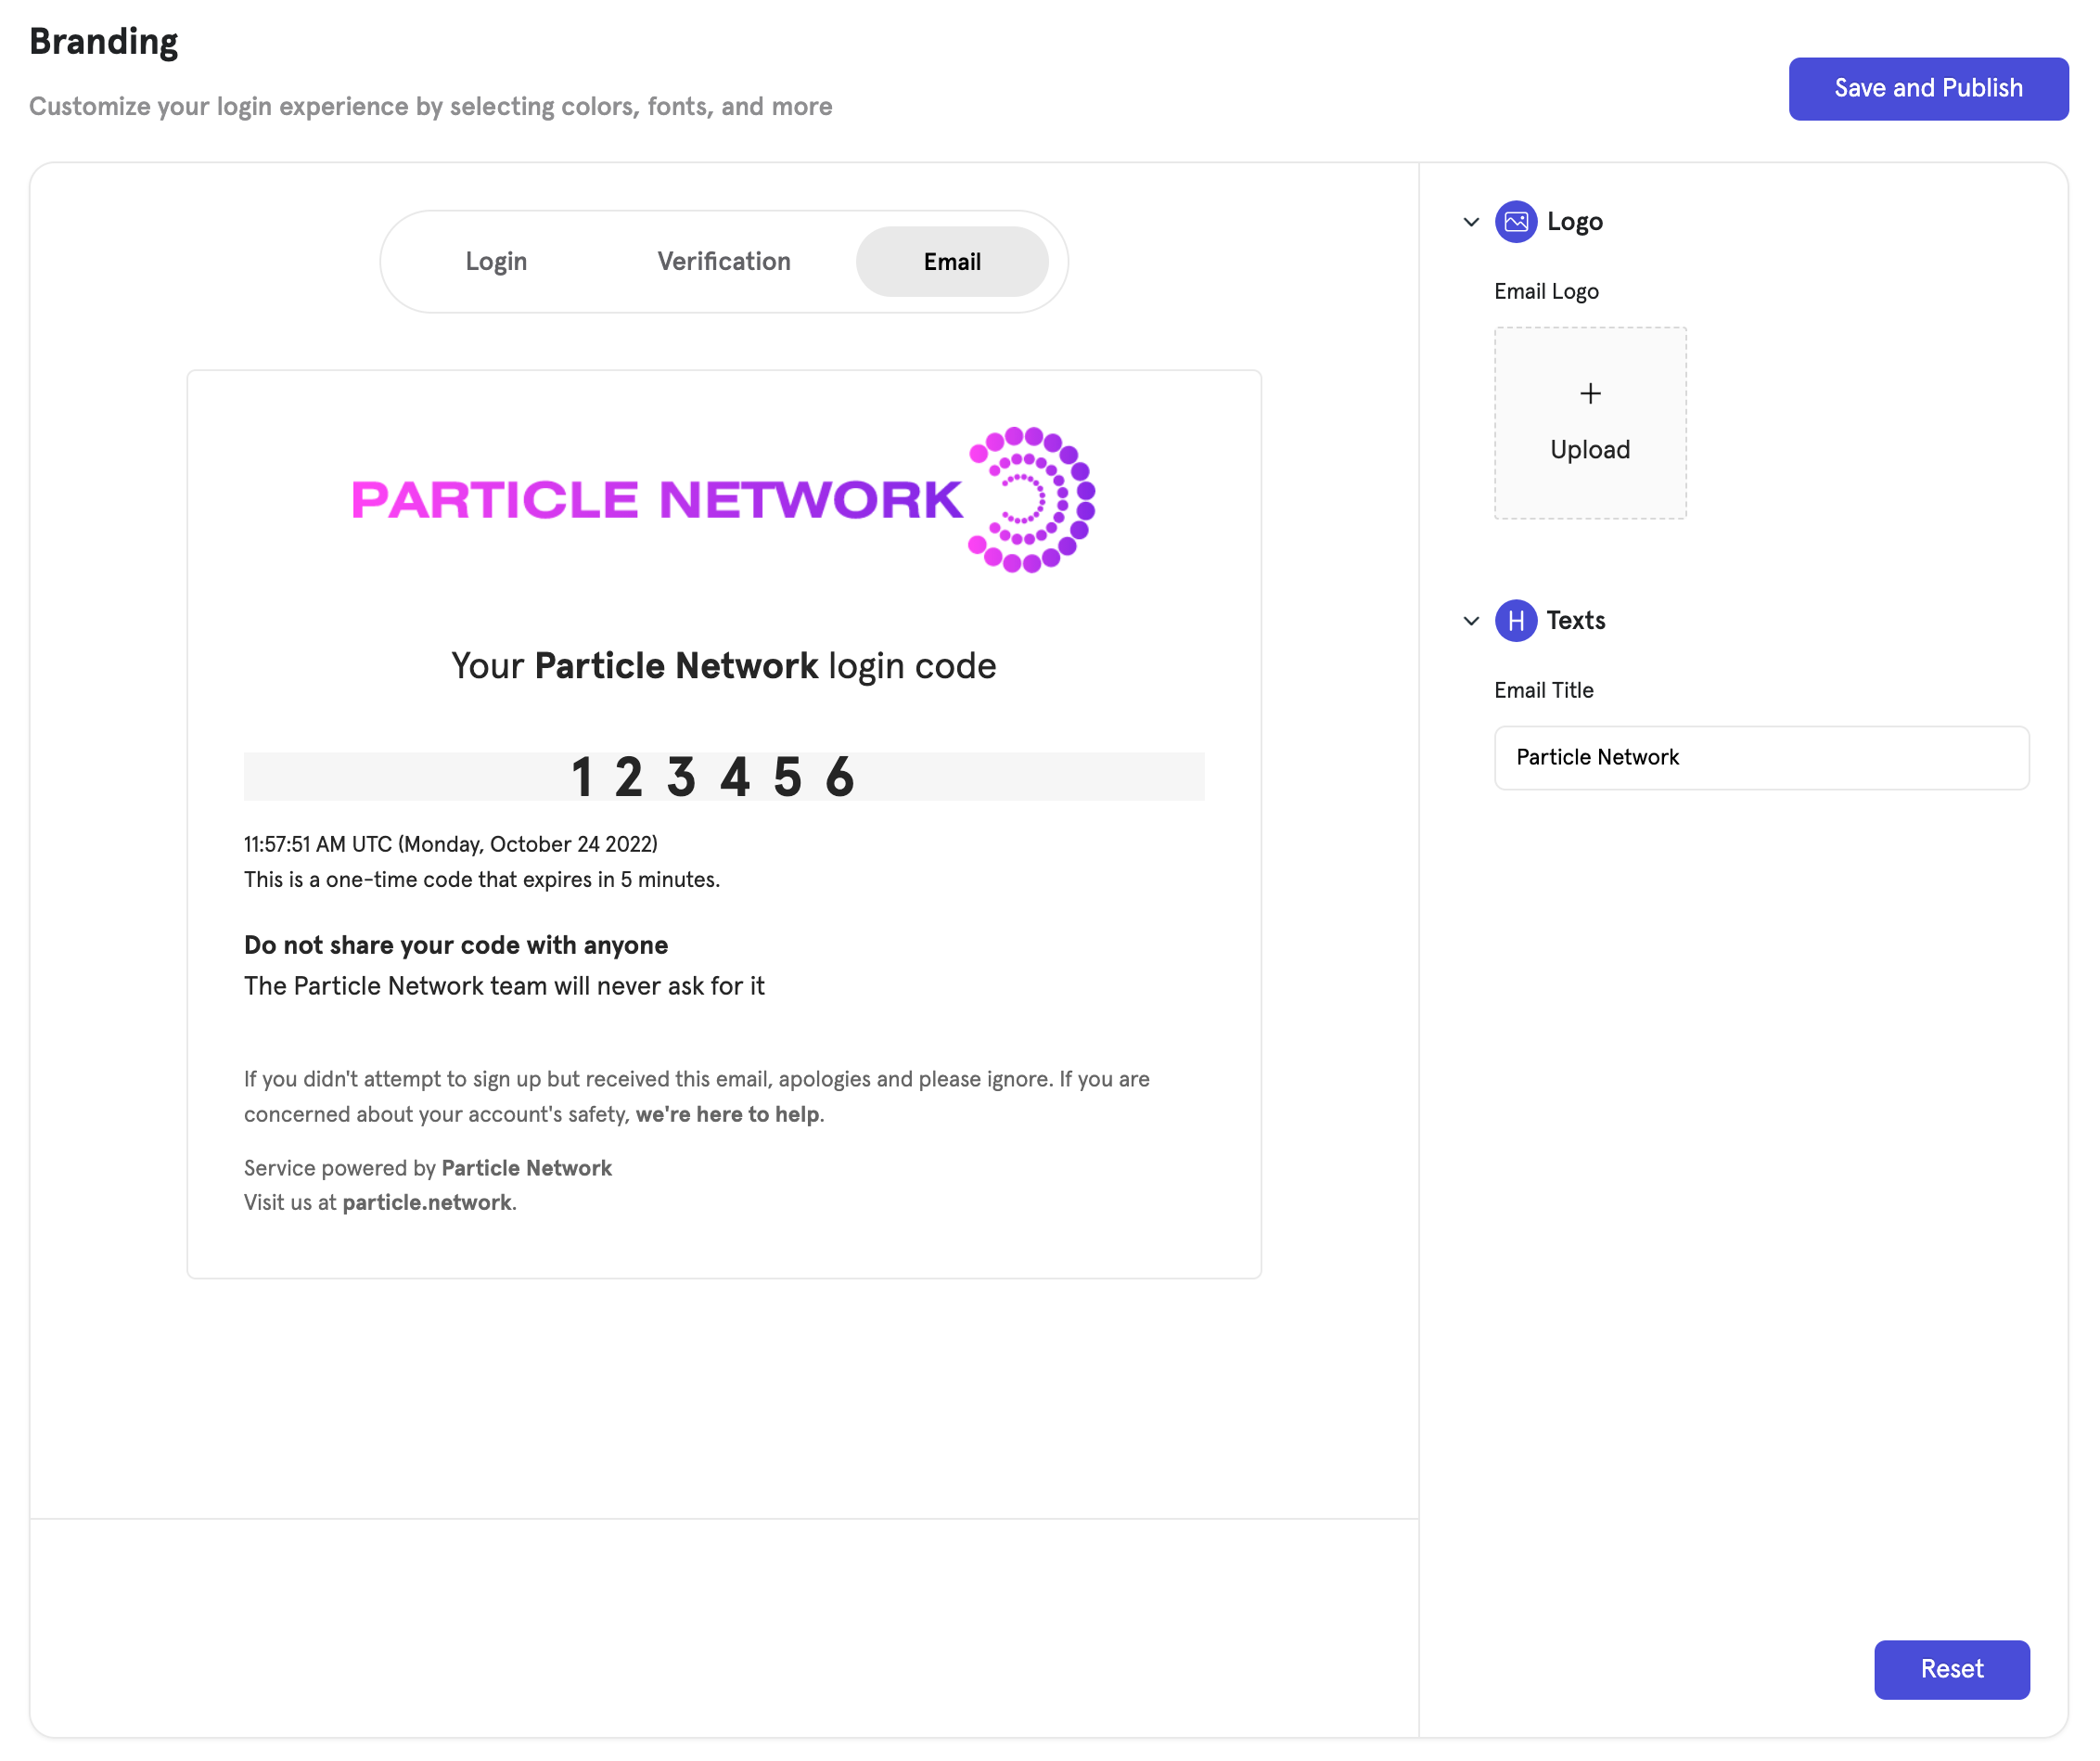 Branding
Customize your login experience by selecting colors, fonts, and more
Save and Publish
Login
Verification
Email
PARTICLE NETWORK
Your Particle Network login code
1 2 3 4 5 6
11:57:51 AM UTC (Monday, October 24 2022)
This is a one-time code that expires in 5 minutes.
Do not share your code with anyone
The Particle Network team will never ask for it
If you didn't attempt to sign up but received this email, apologies and please ignore. If you are
concerned about your account's safety, we're here to help.
Service powered by Particle Network
Visit us at particle.network.
Logo
Email Logo
Upload
H Texts
Email Title
Particle Network
Reset